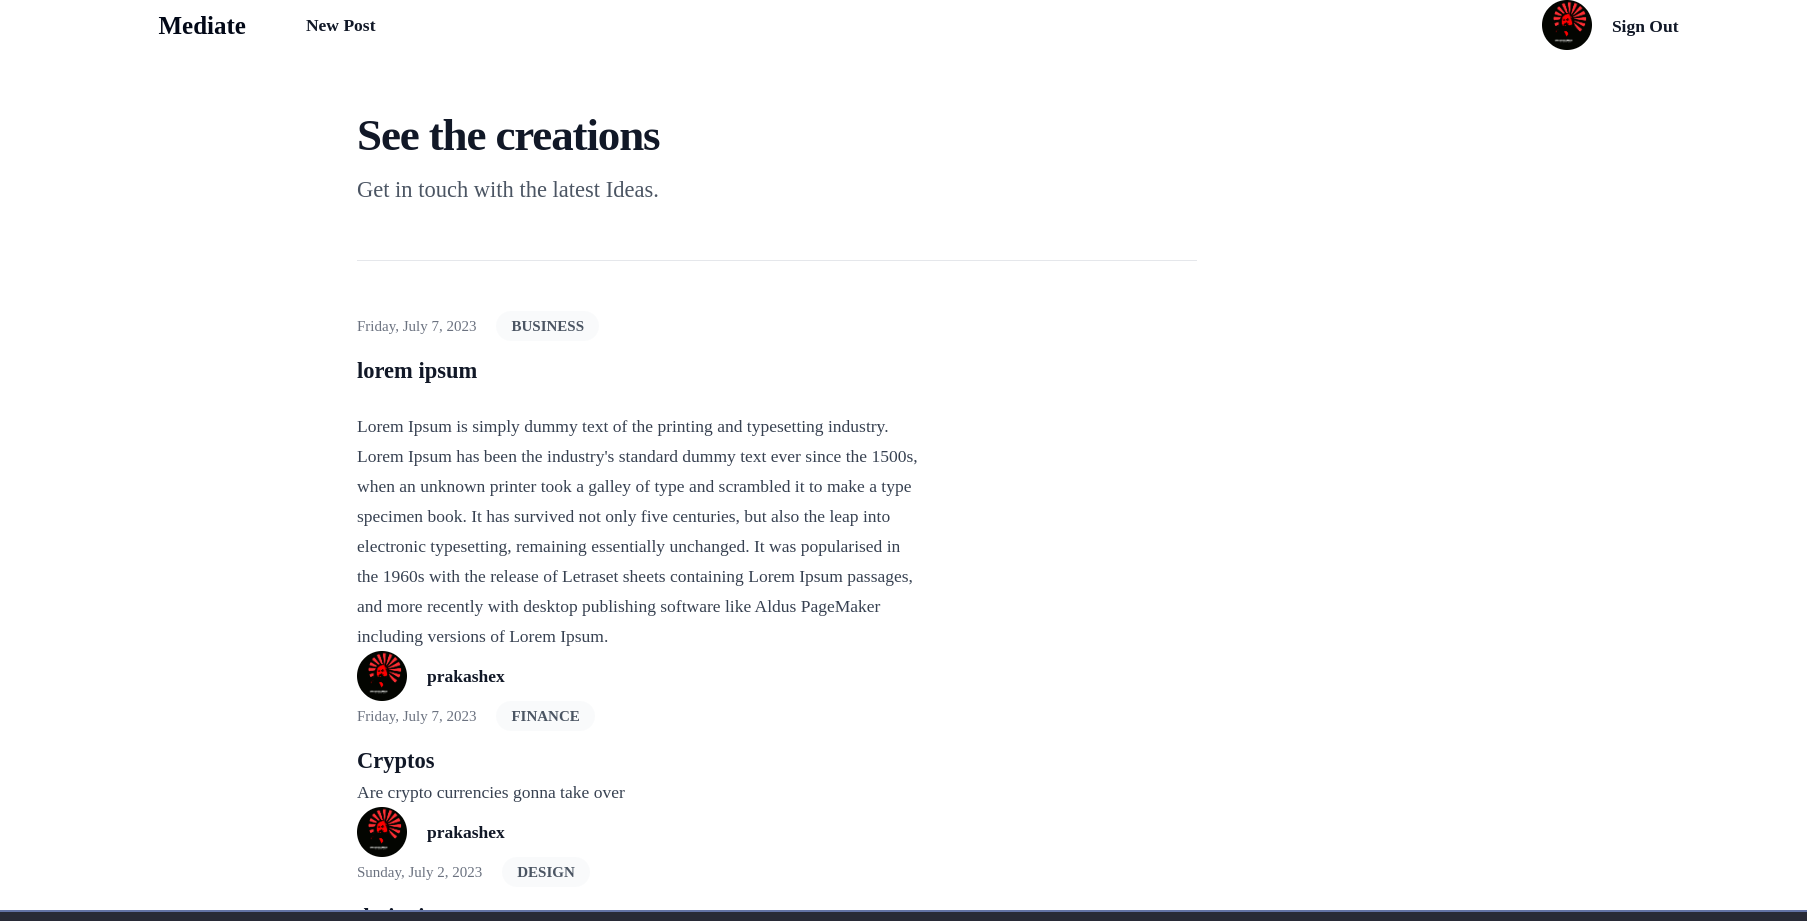 Mediate
New Post
Sign Out
See the creations
Get in touch with the latest Ideas.
Friday, July 7, 2023
BUSINESS
lorem ipsum
Lorem Ipsum is simply dummy text of the printing and typesetting industry.
Lorem Ipsum has been the industry's standard dummy text ever since the 1500s,
when an unknown printer took a galley of type and scrambled it to make a type
specimen book. It has survived not only five centuries, but also the leap into
electronic typesetting, remaining essentially unchanged. It was popularised in
the 1960s with the release of Letraset sheets containing Lorem Ipsum passages,
and more recently with desktop publishing software like Aldus PageMaker
including versions of Lorem Ipsum.
prakashex
Friday, July 7, 2023
FINANCE
Cryptos
Are crypto currencies gonna take over
prakashex
Sunday, July 2, 2023
DESIGN